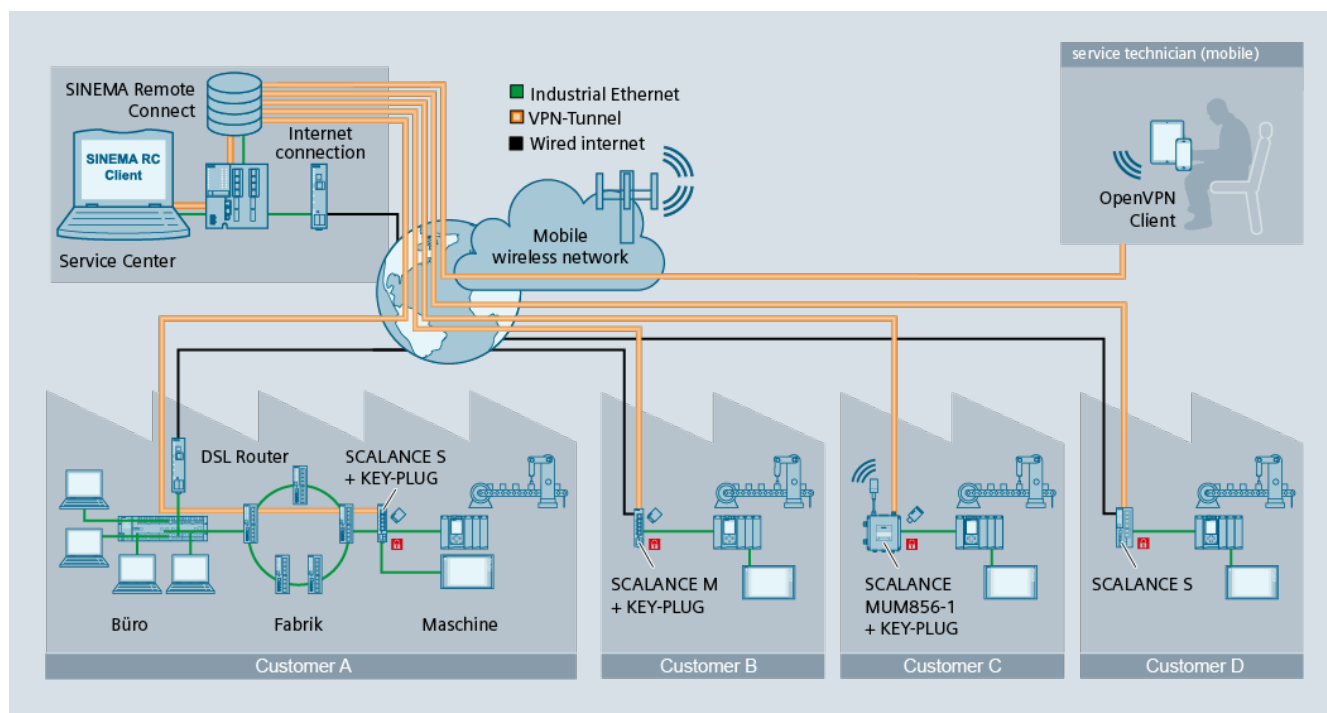 SINEMA Remote
Connect
Internet
connection
SINEMA RC
Client
Service Center
Industrial Ethernet
VPN-Tunnel
Wired internet
Mobile
wireless network
service technician (mobile)
OpenVPN
Client
DSL Router
SCALANCE S
+ KEY-PLUG
Büro
Fabrik
Maschine
Customer A
SCALANCE M
+ KEY-PLUG
Customer B
SCALANCE
MUM856-1
+ KEY-PLUG
Customer C
SCALANCE S
Customer D